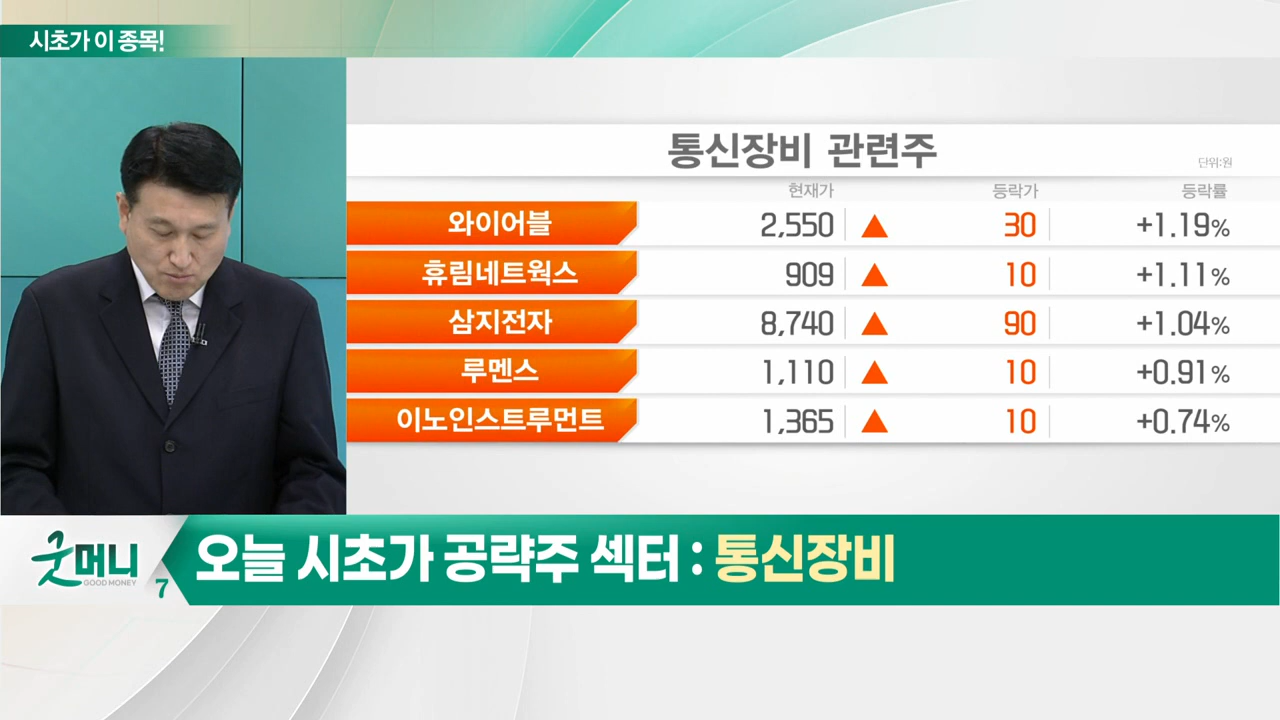 시초가 이 종목!
통신장비 관련주
단위:원
현재가 등락가 등락률
와이어블 2,550 ▲ 30 +1.19%
휴림네트웍스 909 ▲ 10 +1.11%
삼지전자 8,740 ▲ 90 +1.04%
루멘스 1,110 ▲ 10 +0.91%
이노인스트루먼트 1,365 ▲ 10 +0.74%
굿머니
GOOD MONEY
7
오늘 시초가 공략주 섹터 : 통신장비